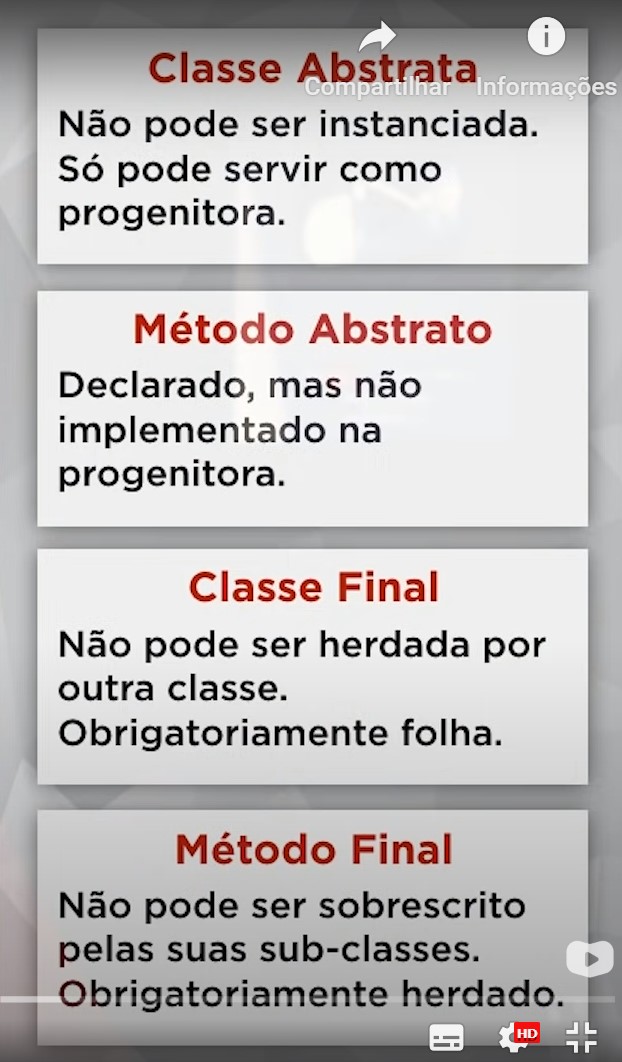 Classe Abstrata
Compartilhar Informações
Não pode ser instanciada.
Só pode servir como
progenitora.
Método Abstrato
Declarado, mas não
implementado na
progenitora.
Classe Final
Não pode ser herdada por
outra classe.
Obrigatoriamente folha.
Método Final
Não pode ser sobrescrito
pelas suas sub-classes.
Obrigatoriamente herdado.
HD